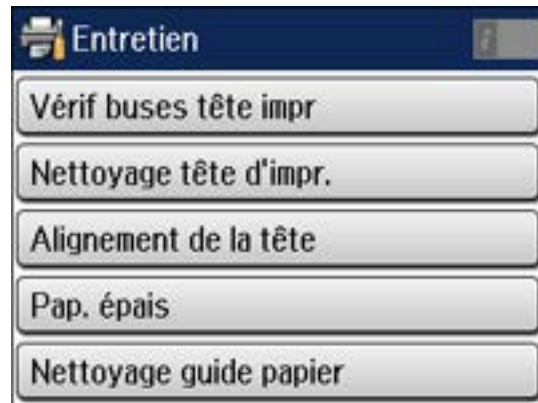 Entretien
Vérif buses tête impr
Nettoyage tête d'impr.
Alignement de la tête
Pap. épais
Nettoyage guide papier